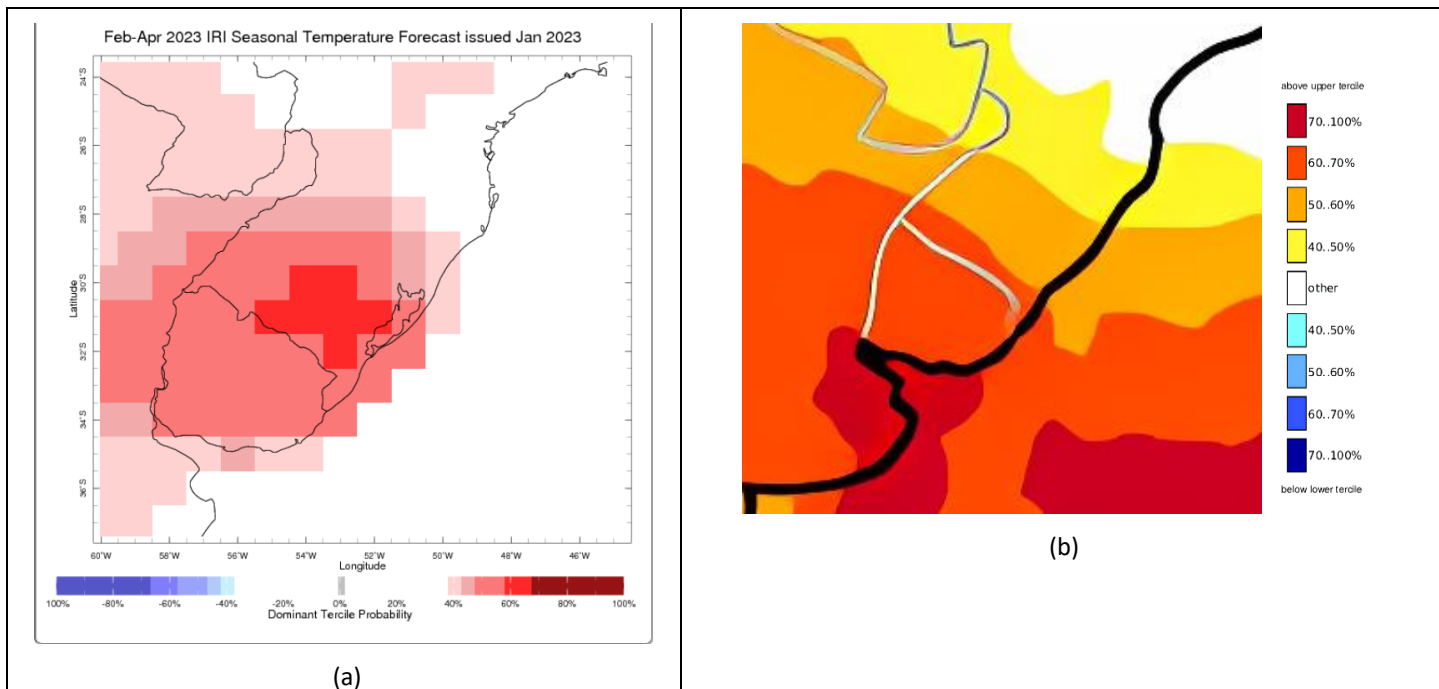 Feb-Apr 2023 IRI Seasonal Temperature Forecast issued Jan 2023
Latitude
24°S
26°S
28°S
30°S
32°S
34°S
36°S
60°W 58°W 56°W 54°W 52°W 50°W 48°W 46°W
Longitude
100% -80% -60% -40% -20% 0% 20% 40% 60% 80% 100%
Dominant Tercile Probability
(a)
above upper tercile
70..100%
60..70%
50..60%
40..50%
other
40..50%
50..60%
60..70%
70..100%
below lower tercile
(b)